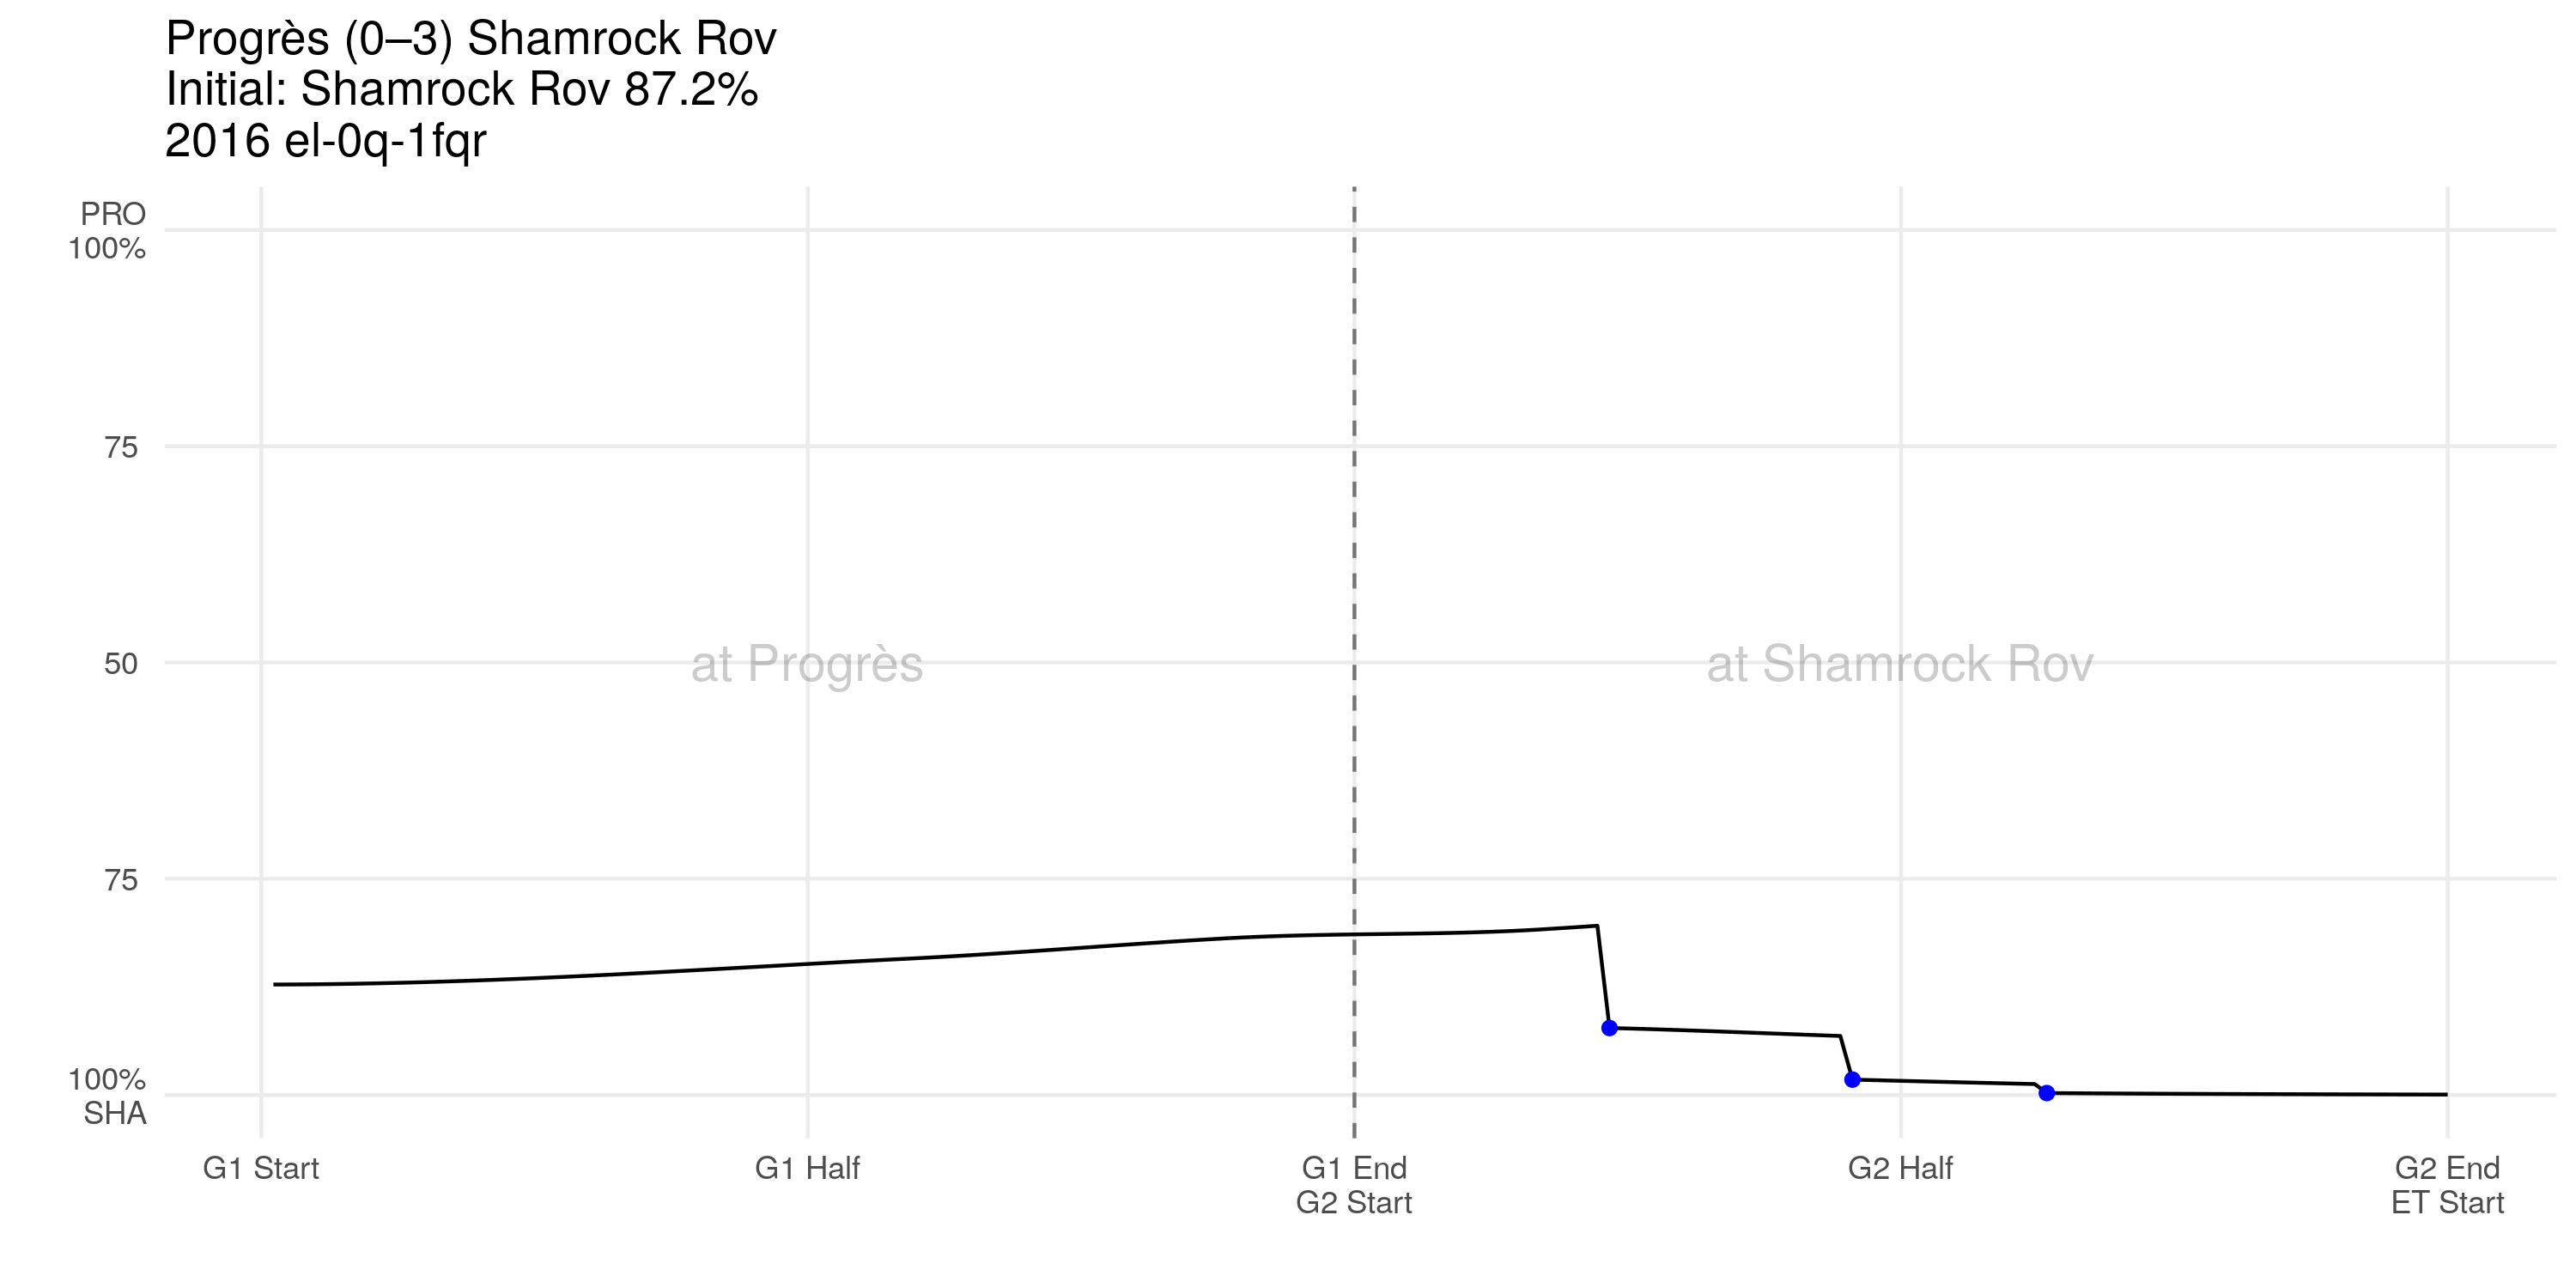 Progrès (0–3) Shamrock Rov
Initial: Shamrock Rov 87.2%
2016 el-0q-1fqr
PRO
100%
75
50
75
100%
SHA
at Progrès
at Shamrock Rov
G1 Start
G1 Half
G1 End
G2 Start
G2 Half
G2 End
ET Start